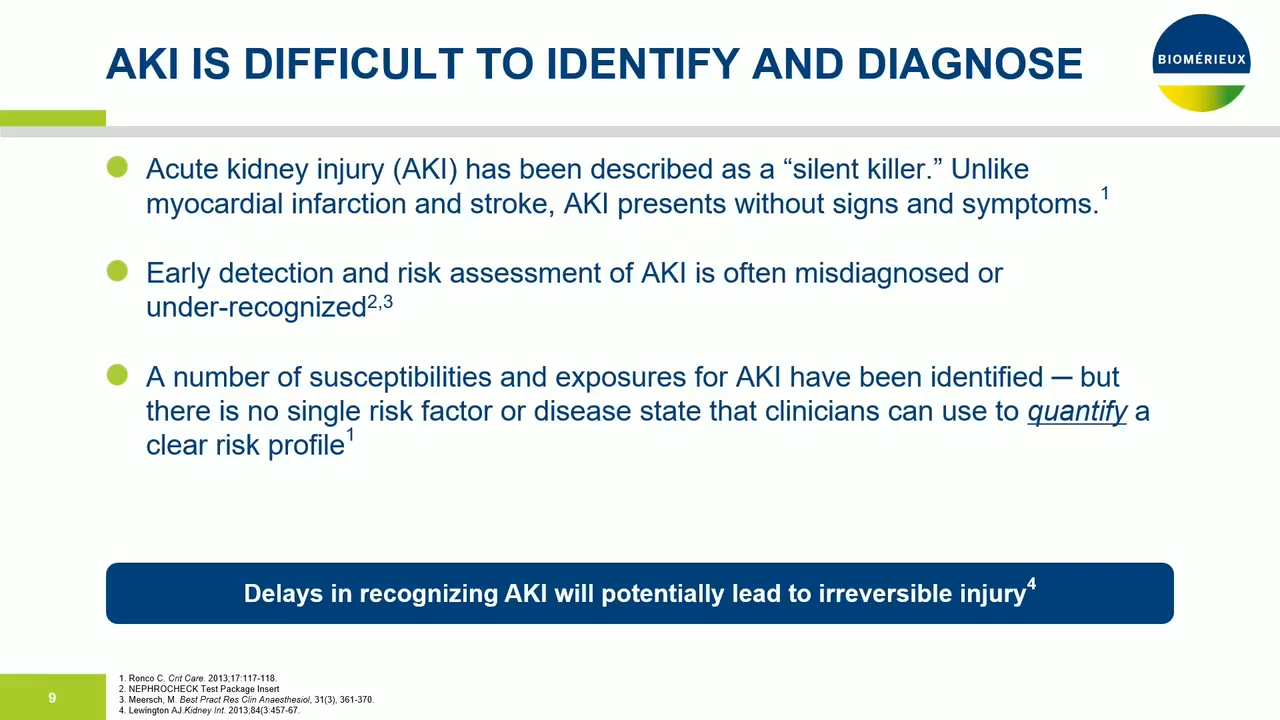 AKI IS DIFFICULT TO IDENTIFY AND DIAGNOSE
BIOMÉRIEUX
Acute kidney injury (AKI) has been described as a “silent killer.” Unlike
myocardial infarction and stroke, AKI presents without signs and symptoms.1
Early detection and risk assessment of AKI is often misdiagnosed or
under-recognized2,3
A number of susceptibilities and exposures for AKI have been identified — but
there is no single risk factor or disease state that clinicians can use to quantify a
clear risk profile1
Delays in recognizing AKI will potentially lead to irreversible injury4
9
1. Ronco C. Crit Care. 2013;17:117-118.
2. NEPHROCHECK Test Package Insert
3. Meersch, M. Best Pract Res Clin Anaesthesiol, 31(3), 361-370.
4. Lewington AJ.Kidney Int. 2013;84(3:457-67.